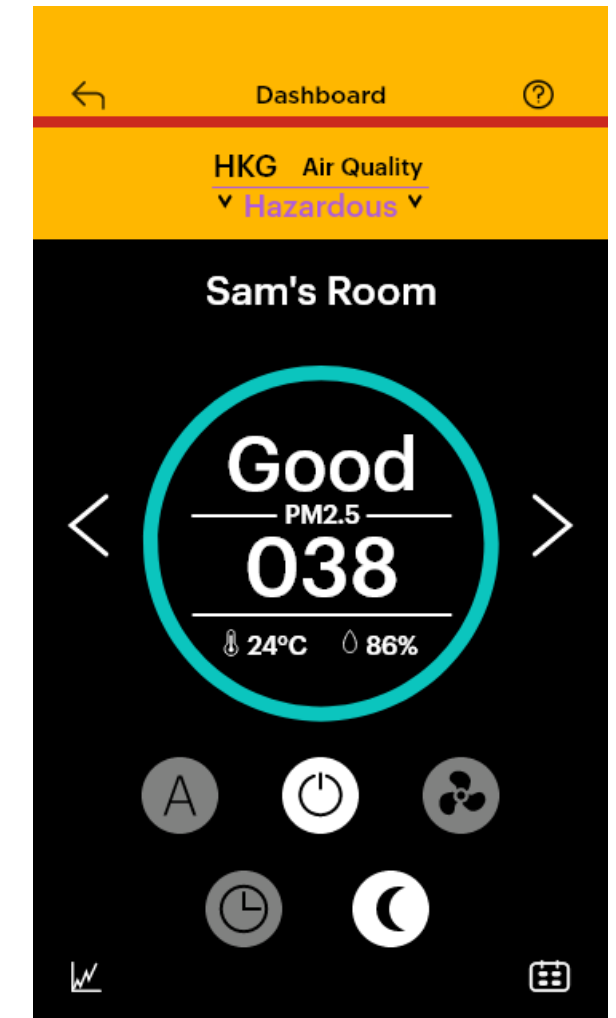 Dashboard
HKG Air Quality
Hazardous
Sam's Room
Good
PM2.5
038
24°C 86%
A